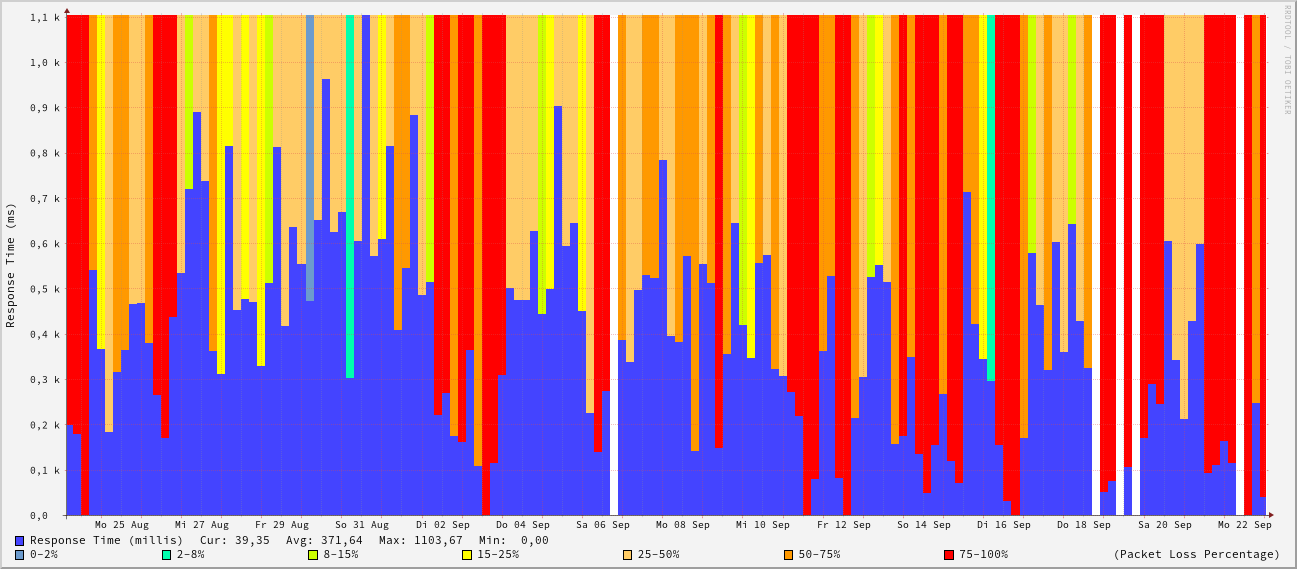 1,1 k
1,0 k
0,9 k
0,8 k
0,7 k
0,6 k
0,5 k
0,4 k
0,3 k
0,2 k
0,1 k
0,0
Response Time (ms)
RRDTOOL / TOBI OETIKER
Mo 25 Aug Mi 27 Aug Fr 29 Aug So 31 Aug Di 02 Sep Do 04 Sep Sa 06 Sep Mo 08 Sep Mi 10 Sep Fr 12 Sep So 14 Sep Di 16 Sep Do 18 Sep Sa 20 Sep Mo 22 Sep
Response Time (millis) Cur: 39,35 Avg: 371,64 Max: 1103,67 Min: 0,00
0-2% 2-8% 8-15% 15-25% 25-50% 50-75% 75-100% (Packet Loss Percentage)